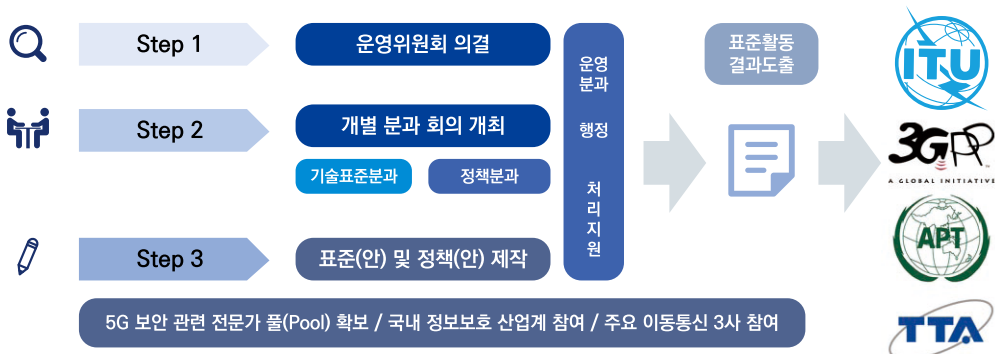 Step 1
운영위원회 의결
Step 2
개별 분과 회의 개최
기술표준분과
정책분과
Step 3
표준(안) 및 정책(안) 제작
운영
분과
행정
처
리
지
원
표준활동
결과도출
ITU
3GPP
TM
A GLOBAL INITIATIVE
APT
TTA
5G 보안 관련 전문가 풀(Pool) 확보 / 국내 정보보호 산업계 참여 / 주요 이동통신 3사 참여